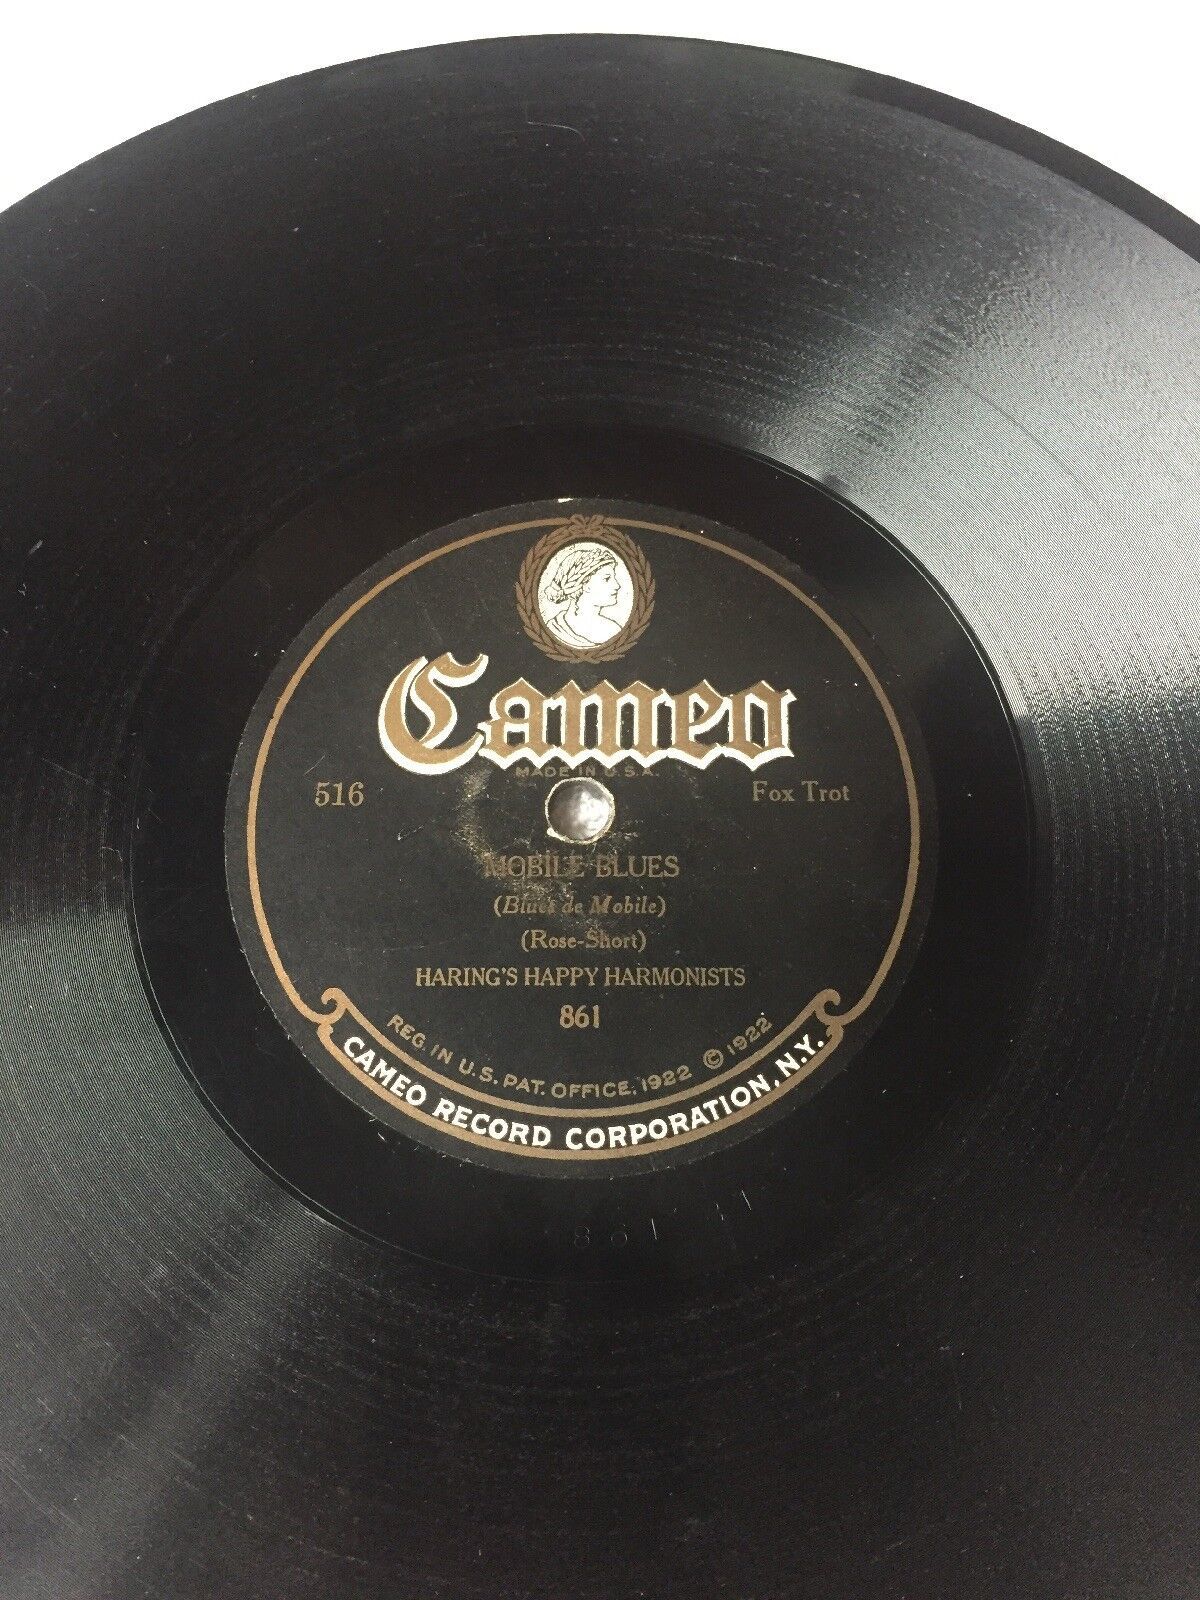 Cameo
MADE IN U.S.A.
516
Fox Trot
MOBILE BLUES
(Blues de Mobile)
(Rose-Short)
HARING'S HAPPY HARMONISTS
861
REG. IN U.S. PAT. OFFICE, 1922 © 1922
CAMEO RECORD CORPORATION, N.Y.
861